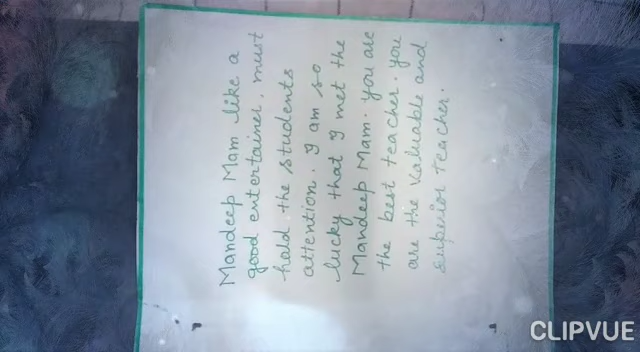 Mandeep Mam like a
good entertainer, must
hold the students
attention. I am so
lucky that I met the
Mandeep Mam. You are
the best teacher. You
are the valuable and
superior teacher.
CLIPVUE